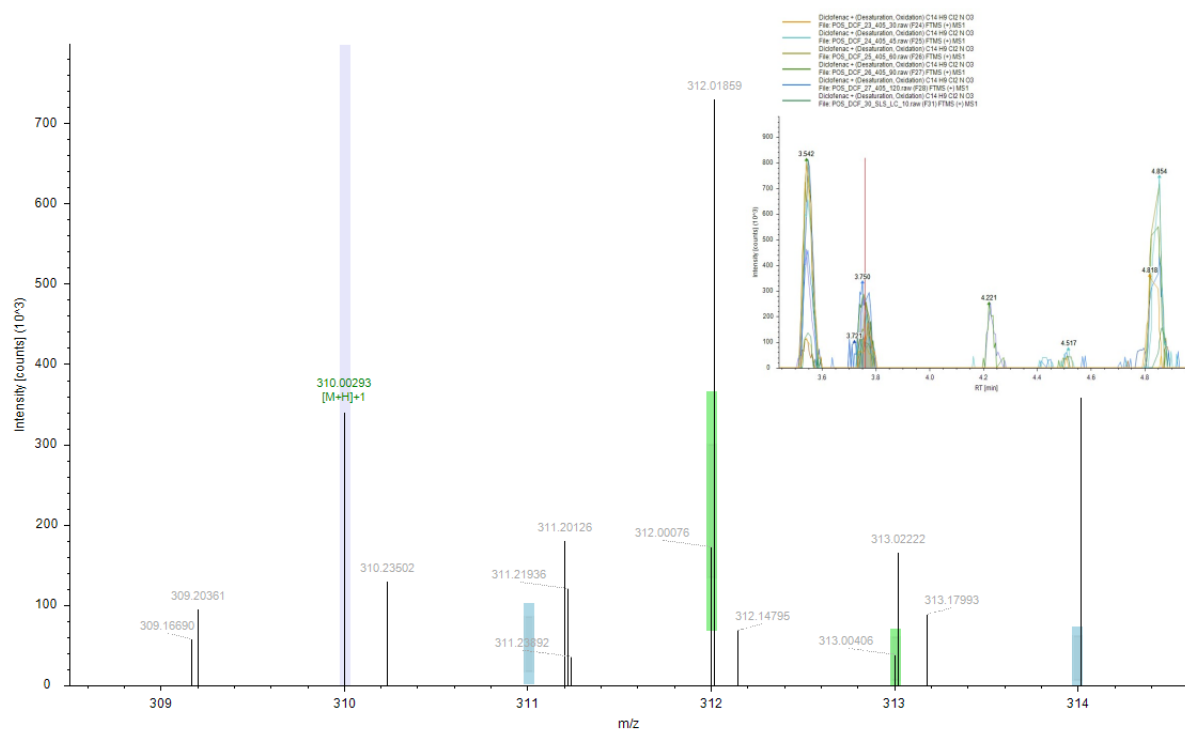 Diclofenac + (Desaturation, Oxidation) C14 H9 Cl2 N O3
File: POS_DCF_23_405_30.raw (F24) FTMS (+) MS1
Diclofenac + (Desaturation, Oxidation) C14 H9 Cl2 N O3
File: POS_DCF_24_405_45.raw (F25) FTMS (+) MS1
Diclofenac + (Desaturation, Oxidation) C14 H9 Cl2 N O3
File: POS_DCF_25_405_60.raw (F26) FTMS (+) MS1
Diclofenac + (Desaturation, Oxidation) C14 H9 Cl2 N O3
File: POS_DCF_26_405_90.raw (F27) FTMS (+) MS1
Diclofenac + (Desaturation, Oxidation) C14 H9 Cl2 N O3
File: POS_DCF_27_405_120.raw (F28) FTMS (+) MS1
Diclofenac + (Desaturation, Oxidation) C14 H9 Cl2 N O3
File: POS_DCF_30_SLS_LC_10.raw (F31) FTMS (+) MS1
Intensity [counts] (10^3)
900
800
700
600
500
400
300
200
100
0
3.542
3.721
3.750
4.221
4.517
4.818
4.854
3.6 3.8 4.0 4.2 4.4 4.6 4.8
RT [min]
Intensity [counts] (10^3)
700
600
500
400
300
200
100
0
309.16690
309.20361
310.00293
[M+H]+1
310.23502
311.20126
311.21936
311.23892
312.01859
312.00076
312.14795
313.02222
313.00406
313.17993
309 310 311 312 313 314
m/z